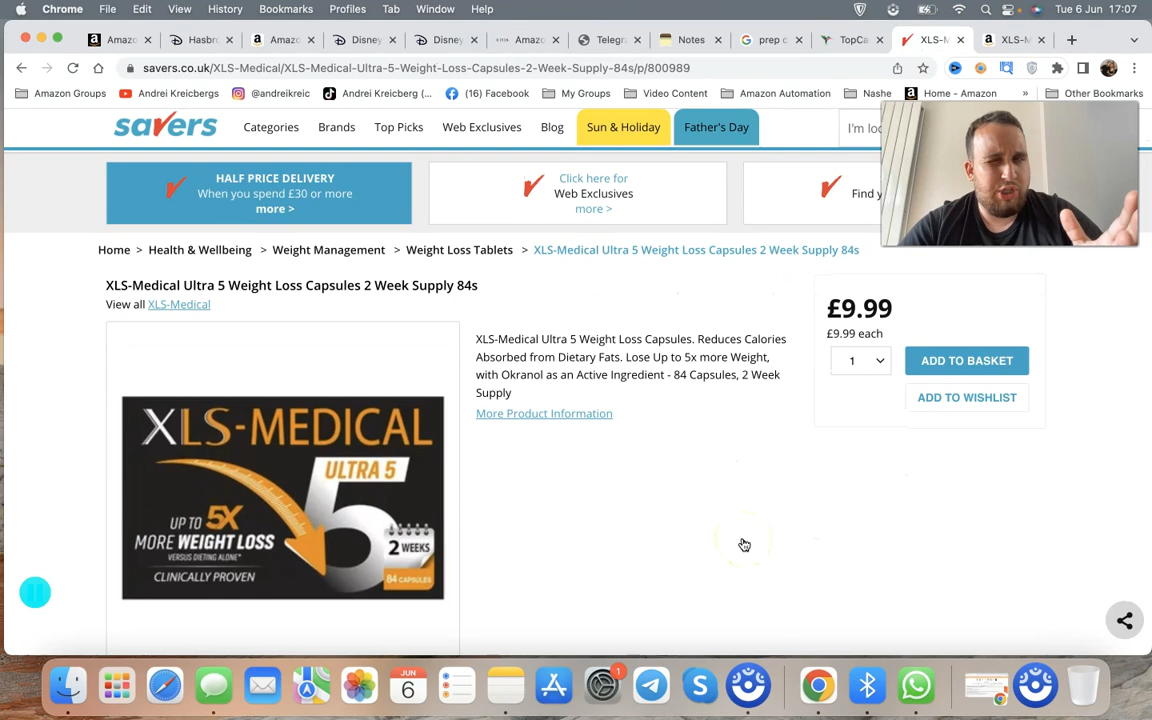 Chrome File Edit View History Bookmarks Profiles Tab Window Help Tue 6 Jun 17:07
Amazo Hasbro Amazo Disney Disney Amazo Telegr Notes prep c TopCa XLS-M XLS-M
savers.co.uk/XLS-Medical/XLS-Medical-Ultra-5-Weight-Loss-Capsules-2-Week-Supply-84s/p/800989
Amazon Groups Andrei Kreicbergs @andreikreic Andrei Kreicberg (... (16) Facebook My Groups Video Content Amazon Automation Nashe Home - Amazon » Other Bookmarks
savers Categories Brands Top Picks Web Exclusives Blog Sun & Holiday Father's Day I'm loo
HALF PRICE DELIVERY
When you spend £30 or more
more >
Click here for
Web Exclusives
more >
Find y
Home > Health & Wellbeing > Weight Management > Weight Loss Tablets > XLS-Medical Ultra 5 Weight Loss Capsules 2 Week Supply 84s
XLS-Medical Ultra 5 Weight Loss Capsules 2 Week Supply 84s
View all XLS-Medical
XLS-MEDICAL
ULTRA 5
5
UP TO 5X
MORE WEIGHT LOSS
VERSUS DIETING ALONE*
CLINICALLY PROVEN
2 WEEKS
84 CAPSULES
XLS-Medical Ultra 5 Weight Loss Capsules. Reduces Calories
Absorbed from Dietary Fats. Lose Up to 5x more Weight,
with Okranol as an Active Ingredient - 84 Capsules, 2 Week
Supply
More Product Information
£9.99
£9.99 each
1 ADD TO BASKET
ADD TO WISHLIST
JUN
6
1